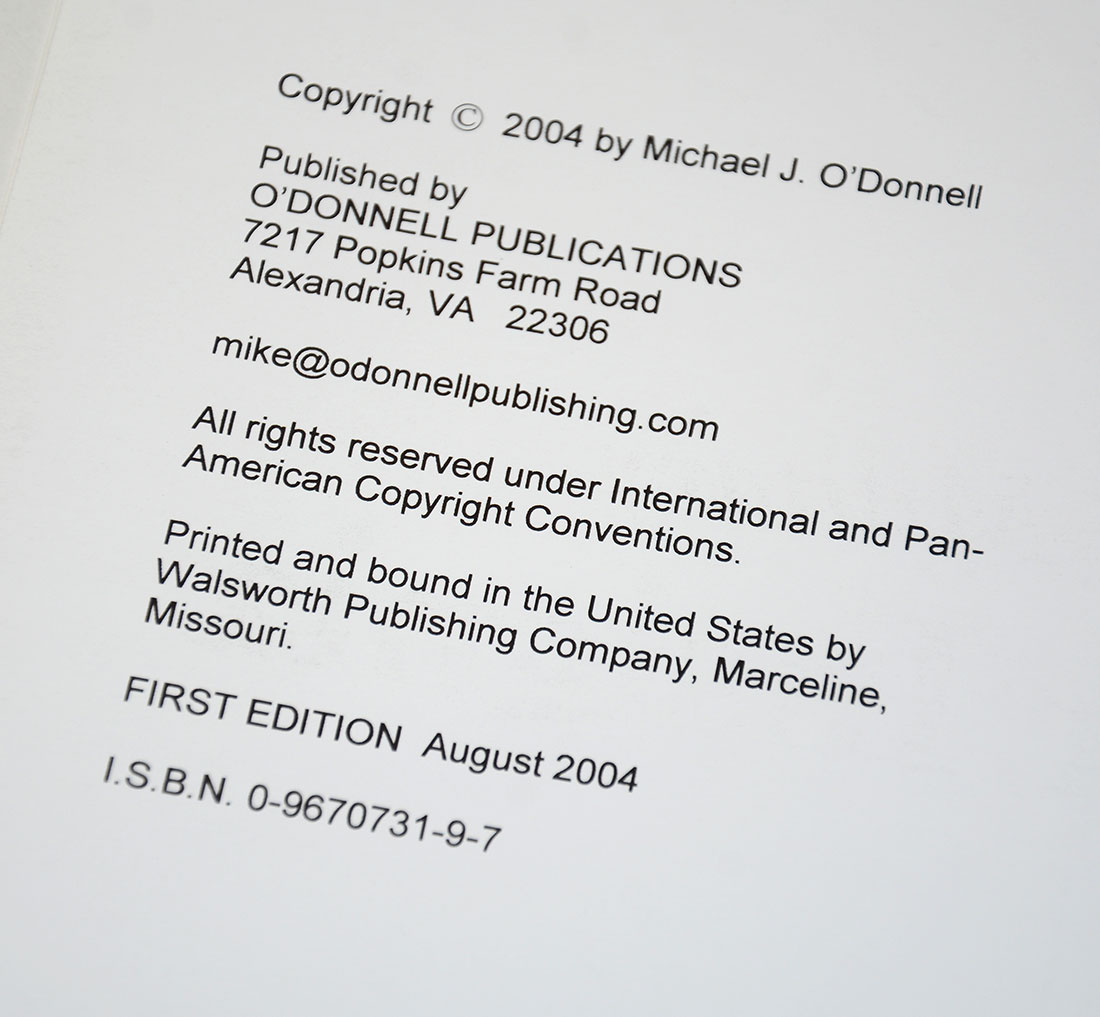 Copyright © 2004 by Michael J. O'Donnell
Published by
O'DONNELL PUBLICATIONS
7217 Popkins Farm Road
Alexandria, VA 22306
mike@odonnellpublishing.com
All rights reserved under International and Pan-
American Copyright Conventions.
Printed and bound in the United States by
Walsworth Publishing Company, Marceline,
Missouri.
FIRST EDITION August 2004
I.S.B.N. 0-9670731-9-7